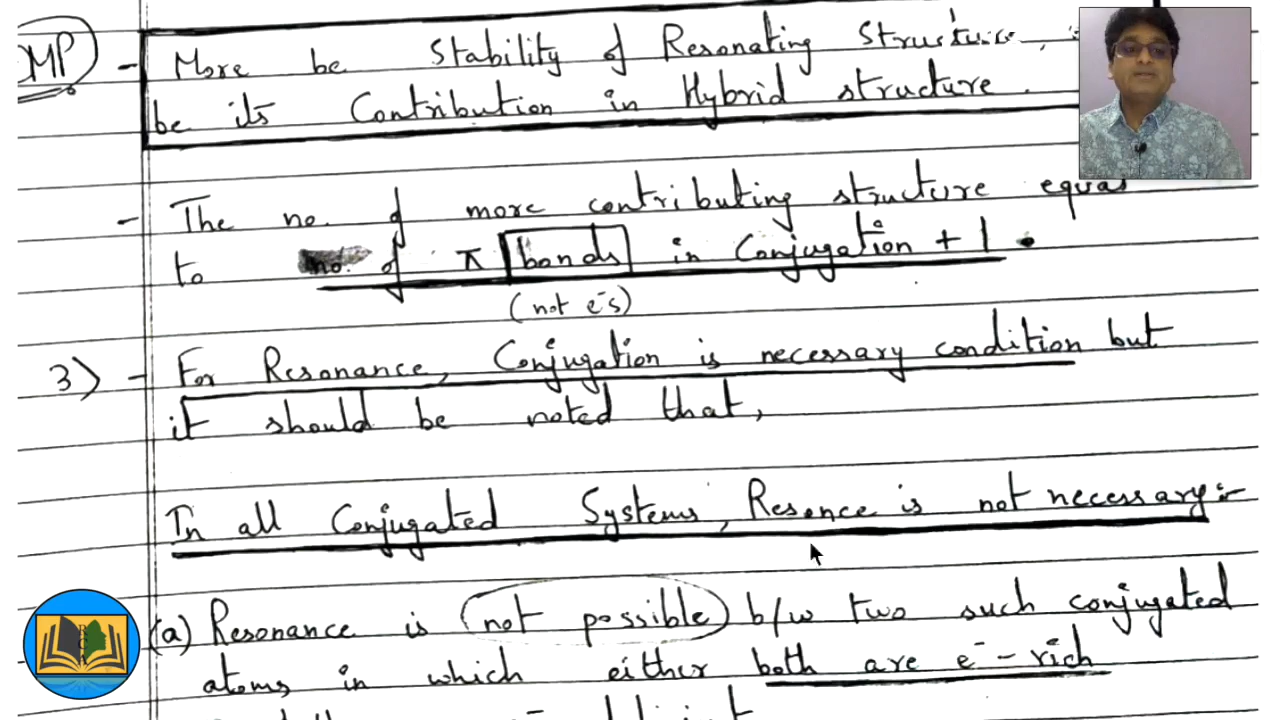 MP - More be stability of Resonating structure,
be its Contribution in Hybrid structure.
- The no. of more contributing structure equal
to no. of π bonds in Conjugation + 1.
(not e⁻s)
3) - For Resonance, Conjugation is necessary condition but
it should be noted that,
In all Conjugated Systems, Resonce is not necessary :-
(a) Resonance is not possible b/w two such conjugated
atoms in which either both are e⁻-rich